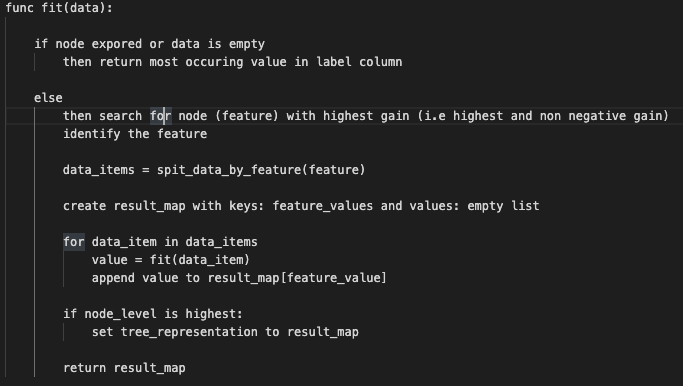 func fit(data):
if node expored or data is empty
then return most occuring value in label column
else
then search for node (feature) with highest gain (i.e highest and non negative gain)
identify the feature
data_items = spit_data_by_feature(feature)
create result_map with keys: feature_values and values: empty list
for data_item in data_items
value = fit(data_item)
append value to result_map[feature_value]
if node_level is highest:
set tree_representation to result_map
return result_map